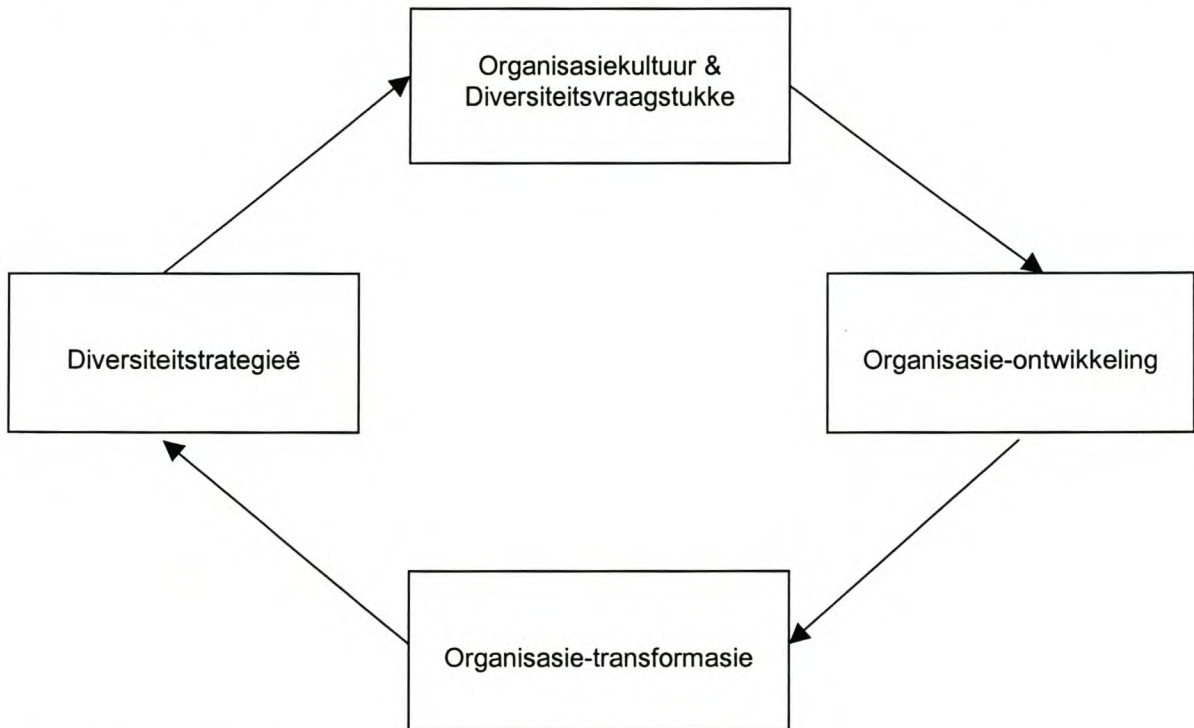 Organisasiekultuur &
Diversiteitsvraagstukke
Diversiteitstrategieë
Organisasie-ontwikkeling
Organisasie-transformasie